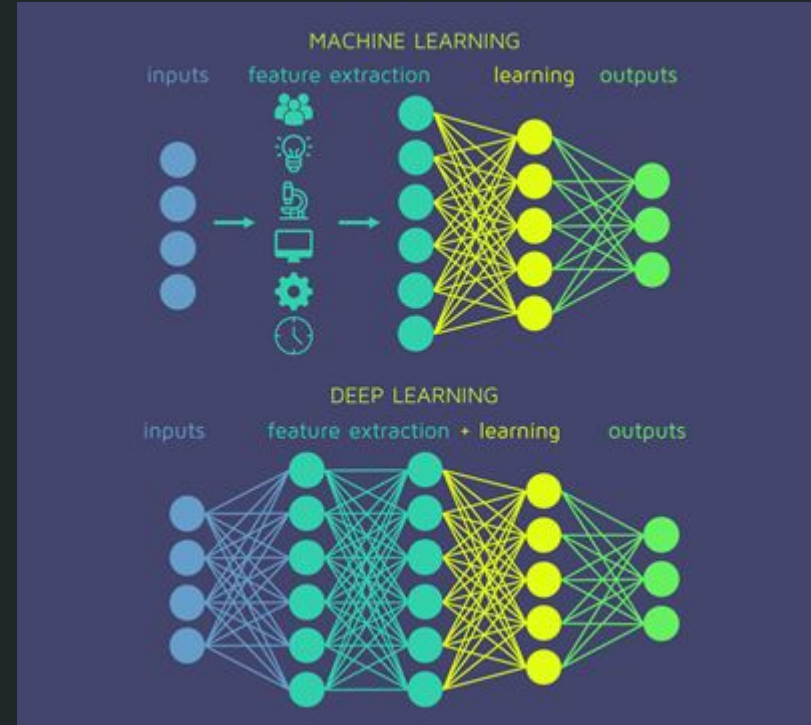 MACHINE LEARNING
inputs feature extraction learning outputs
DEEP LEARNING
inputs feature extraction + learning outputs